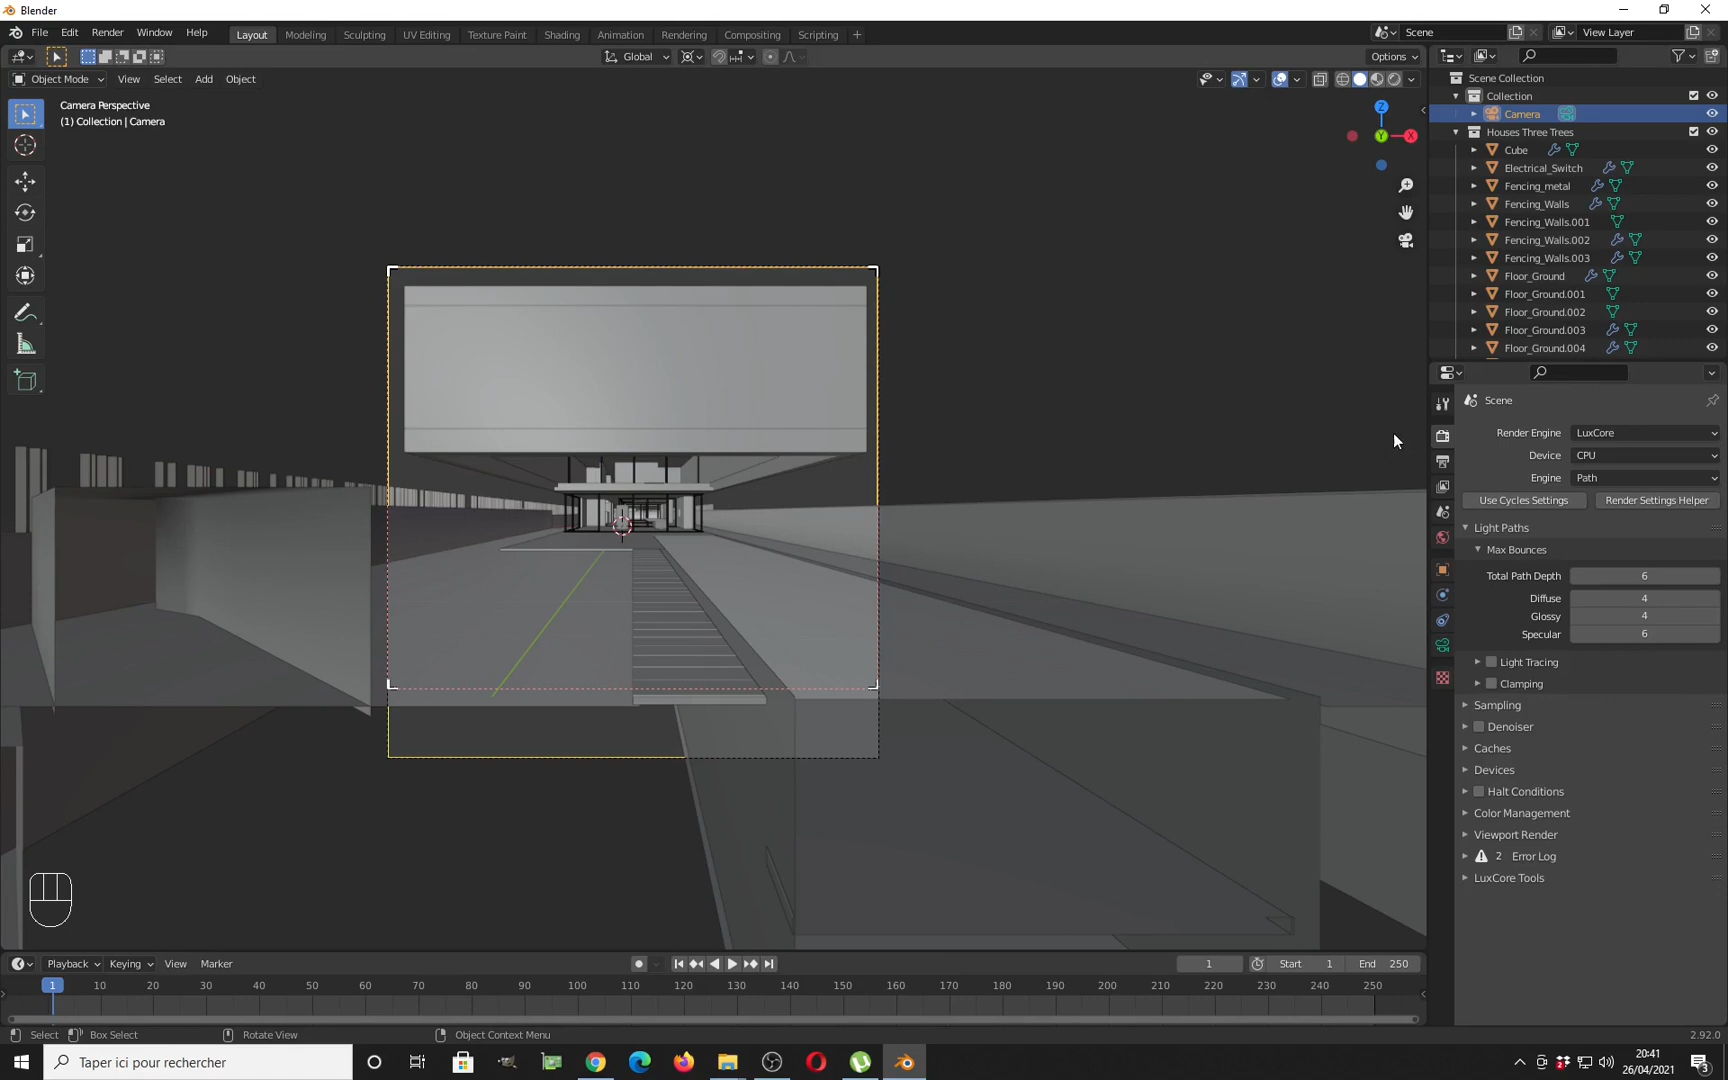 Blender
File Edit Render Window Help Layout Modeling Sculpting UV Editing Texture Paint Shading Animation Rendering Compositing Scripting + Scene View Layer
Global Options
Object Mode View Select Add Object
Camera Perspective
(1) Collection | Camera
Z
Y X
Scene Collection
Collection
Camera
Houses Three Trees
Cube
Electrical_Switch
Fencing_metal
Fencing_Walls
Fencing_Walls.001
Fencing_Walls.002
Fencing_Walls.003
Floor_Ground
Floor_Ground.001
Floor_Ground.002
Floor_Ground.003
Floor_Ground.004
Scene
Render Engine LuxCore
Device CPU
Engine Path
Use Cycles Settings Render Settings Helper
Light Paths
Max Bounces
Total Path Depth 6
Diffuse 4
Glossy 4
Specular 6
Light Tracing
Clamping
Sampling
Denoiser
Caches
Devices
Halt Conditions
Color Management
Viewport Render
2 Error Log
LuxCore Tools
Playback Keying View Marker 1 Start 1 End 250
1 10 20 30 40 50 60 70 80 90 100 110 120 130 140 150 160 170 180 190 200 210 220 230 240 250
Select Box Select Rotate View Object Context Menu 2.92.0
Taper ici pour rechercher
20:41
26/04/2021
3